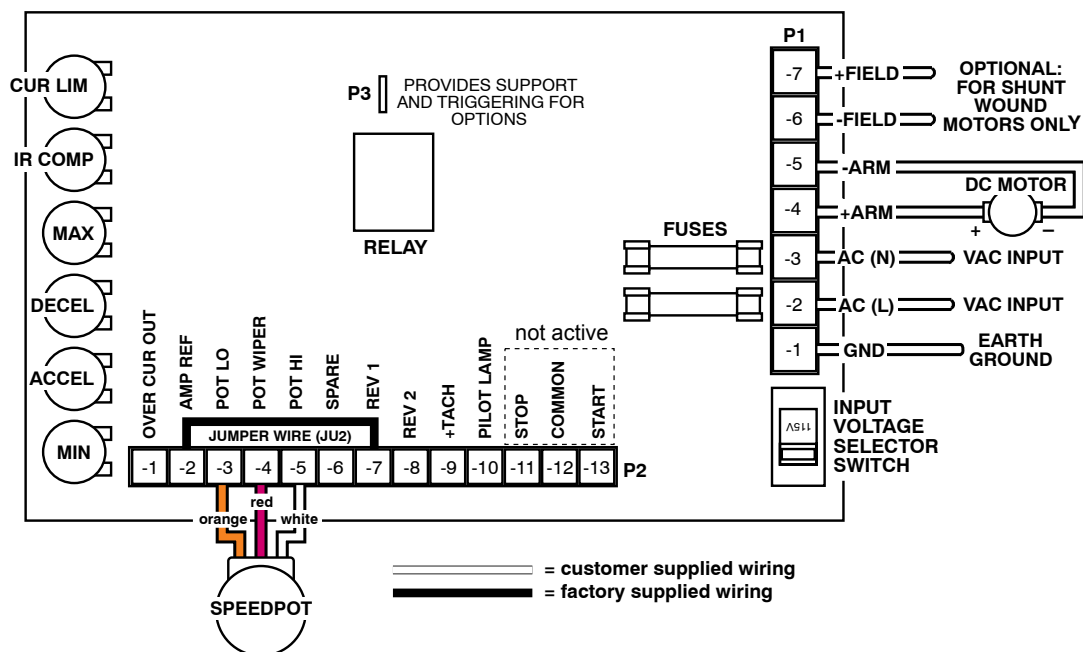 P1
CUR LIM
IR COMP
MAX
DECEL
ACCEL
MIN
P3
PROVIDES SUPPORT
AND TRIGGERING FOR
OPTIONS
RELAY
FUSES
-7
+FIELD
-6
-FIELD
OPTIONAL:
FOR SHUNT
WOUND
MOTORS ONLY
-5
-ARM
DC MOTOR
-4
+ARM
+
–
-3
AC (N)
VAC INPUT
-2
AC (L)
VAC INPUT
-1
GND
EARTH
GROUND
115V
INPUT
VOLTAGE
SELECTOR
SWITCH
not active
OVER CUR OUT
AMP REF
POT LO
POT WIPER
POT HI
SPARE
REV 1
REV 2
+TACH
PILOT LAMP
STOP
COMMON
START
JUMPER WIRE (JU2)
-1
-2
-3
-4
-5
-6
-7
-8
-9
-10
-11
-12
-13
P2
orange
red
white
SPEEDPOT
= customer supplied wiring
= factory supplied wiring